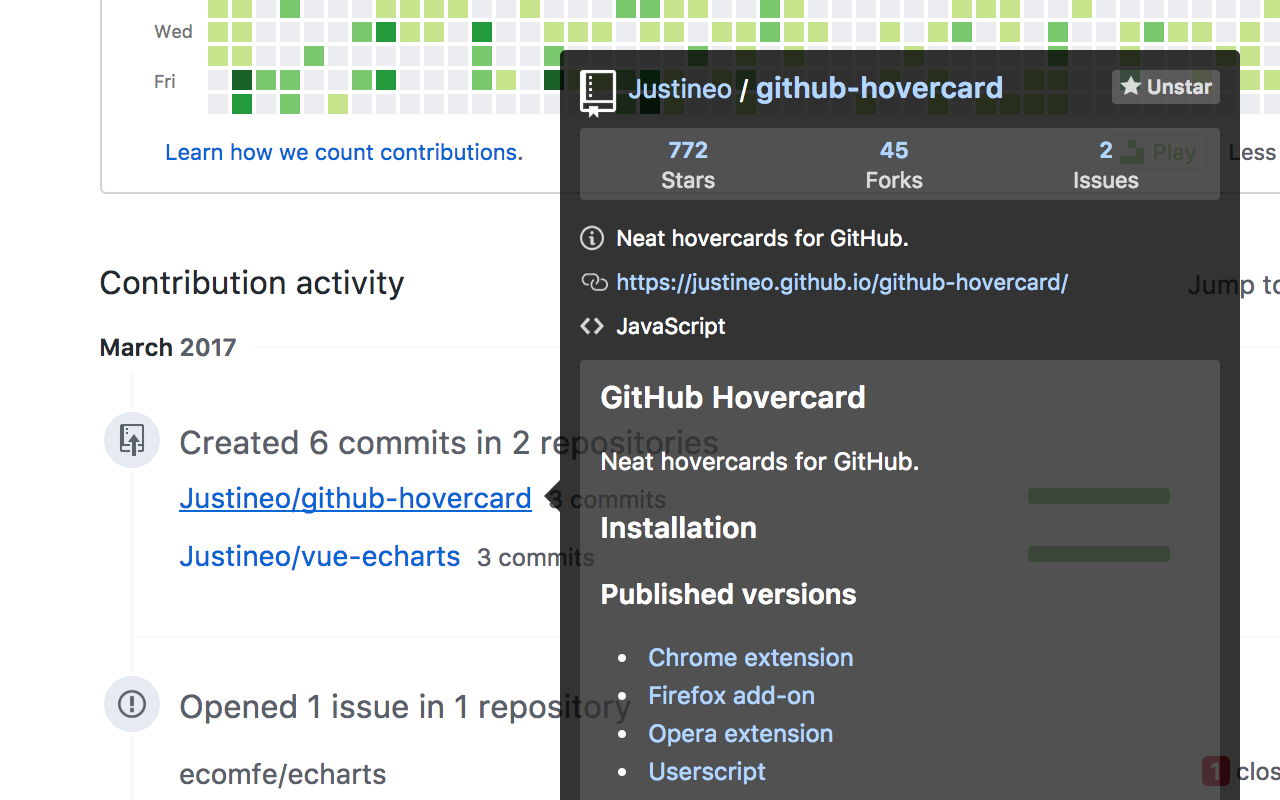 Wed
Fri
Learn how we count contributions.
Less
Contribution activity
Jump to
March 2017
Created 6 commits in 2 repositories
Justineo/github-hovercard 3 commits
Justineo/vue-echarts 3 commits
Opened 1 issue in 1 repository
ecomfe/echarts
1 clos
Justineo / github-hovercard
Unstar
772
45
2
Play
Stars
Forks
Issues
Neat hovercards for GitHub.
https://justineo.github.io/github-hovercard/
JavaScript
GitHub Hovercard
Neat hovercards for GitHub.
Installation
Published versions
• Chrome extension
• Firefox add-on
• Opera extension
• Userscript